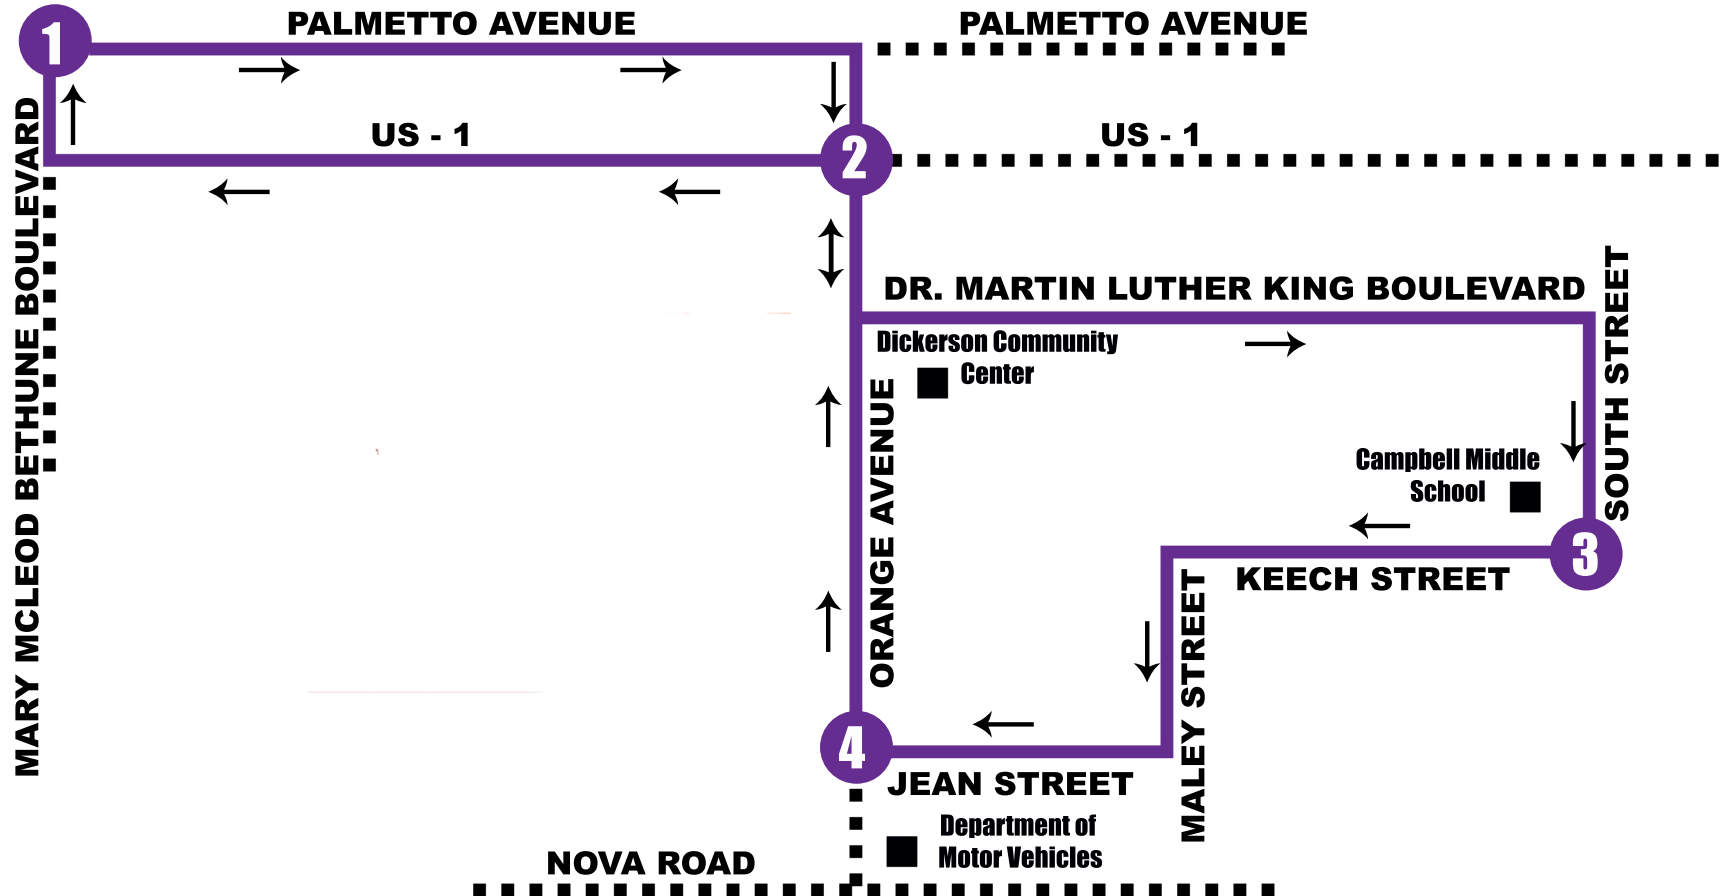 1
PALMETTO AVENUE
PALMETTO AVENUE
US - 1
2
US - 1
MARY MCLEOD BETHUNE BOULEVARD
DR. MARTIN LUTHER KING BOULEVARD
SOUTH STREET
Dickerson Community
Center
ORANGE AVENUE
Campbell Middle
School
3
KEECH STREET
MALEY STREET
4
JEAN STREET
Department of
Motor Vehicles
NOVA ROAD